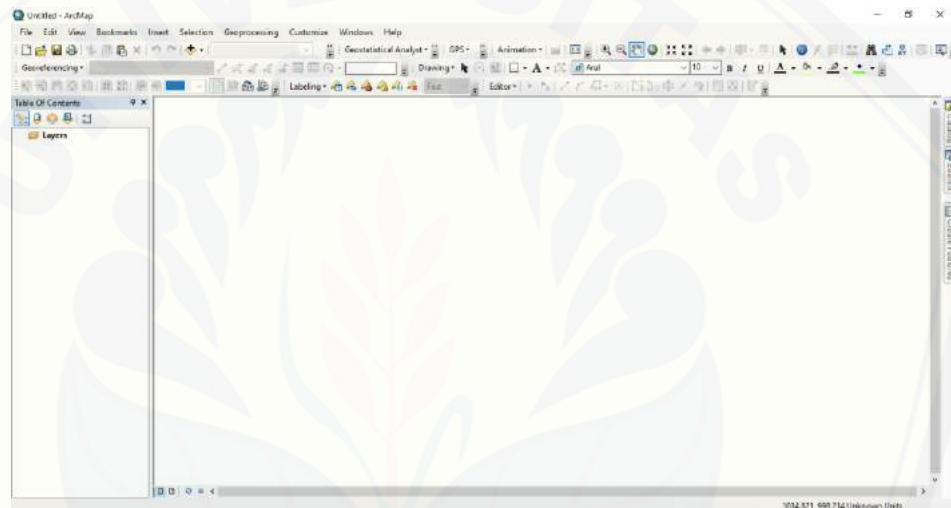 Untitled - ArcMap
File Edit View Bookmarks Insert Selection Geoprocessing Customize Windows Help
Geostatistical Analyst GPS Animation
Georeferencing Drawing A Arial 10 B I U A
Labeling Editor
Table Of Contents
Layers
UNIVERSITAS
Unknown Units